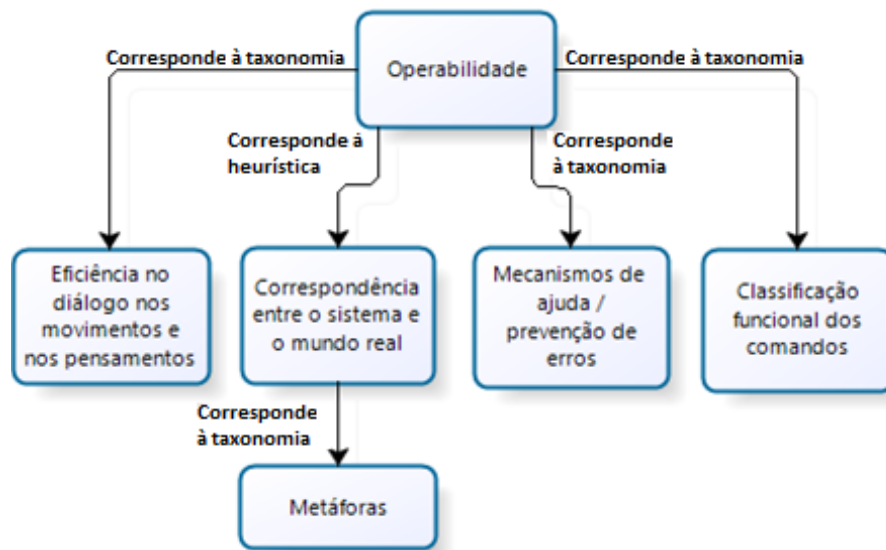 Corresponde à taxonomia
Operabilidade
Corresponde à taxonomia
Corresponde á
heurística
Corresponde
à taxonomia
Eficiência no
diálogo nos
movimentos e
nos pensamentos
Correspondência
entre o sistema e
o mundo real
Mecanismos de
ajuda /
prevenção de
erros
Classificação
funcional dos
comandos
Corresponde
à taxonomia
Metáforas